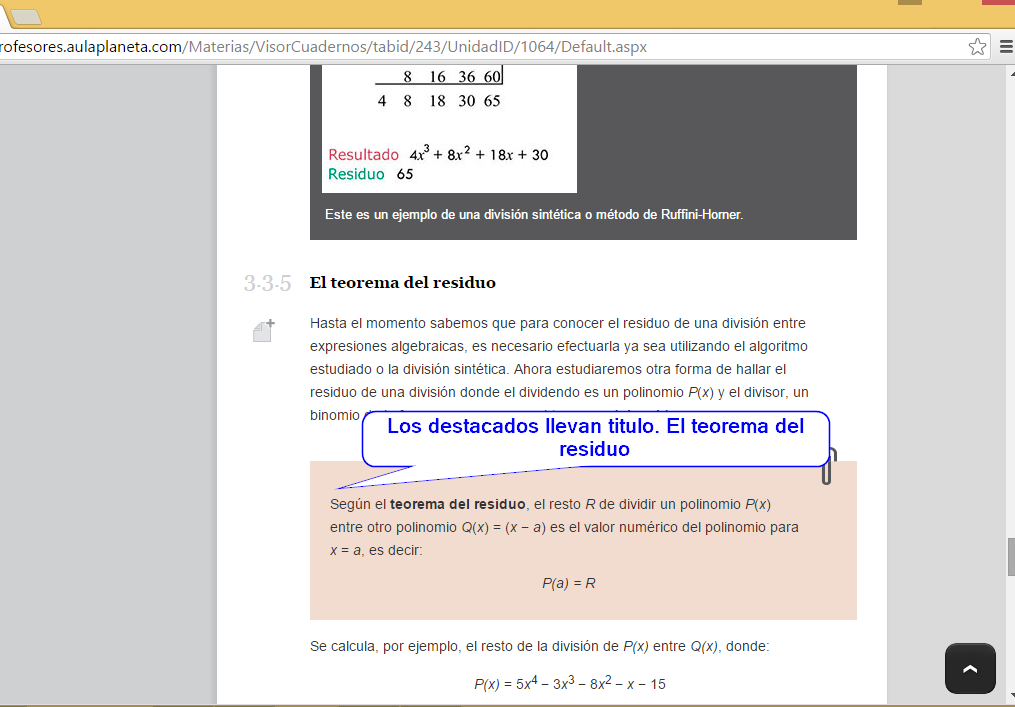 rofesores.aulaplaneta.com/Materias/VisorCuadernos/tabid/243/UnidadID/1064/Default.aspx
8 16 36 60
4 8 18 30 65
Resultado 4x³ + 8x² + 18x + 30
Residuo 65
Este es un ejemplo de una división sintética o método de Ruffini-Horner.
3.3.5 El teorema del residuo
Hasta el momento sabemos que para conocer el residuo de una división entre
expresiones algebraicas, es necesario efectuarla ya sea utilizando el algoritmo
estudiado o la división sintética. Ahora estudiaremos otra forma de hallar el
residuo de una división donde el dividendo es un polinomio P(x) y el divisor, un
binomio
Los destacados llevan titulo. El teorema del
residuo
Según el teorema del residuo, el resto R de dividir un polinomio P(x)
entre otro polinomio Q(x) = (x − a) es el valor numérico del polinomio para
x = a, es decir:
P(a) = R
Se calcula, por ejemplo, el resto de la división de P(x) entre Q(x), donde:
P(x) = 5x⁴ − 3x³ − 8x² − x − 15